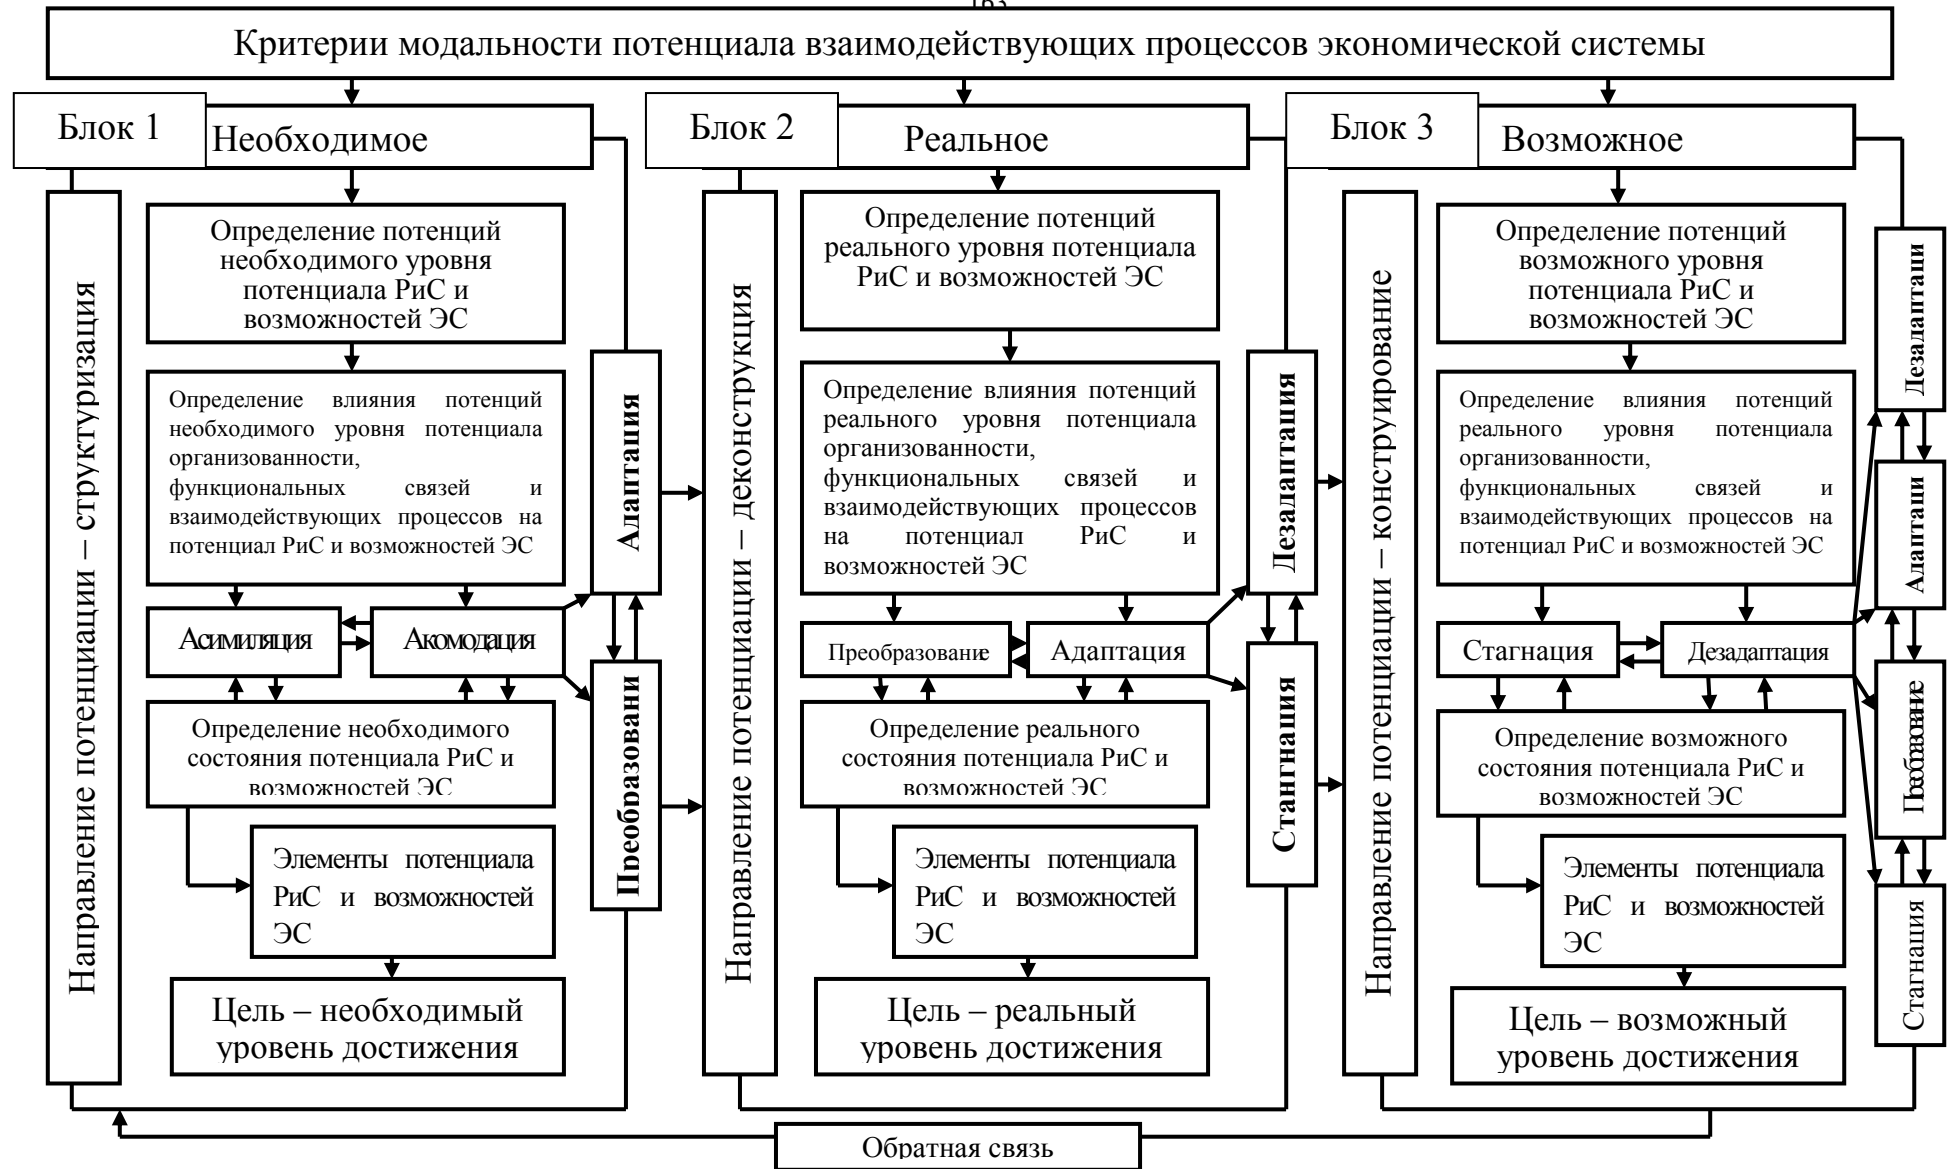 163
Критерии модальности потенциала взаимодействующих процессов экономической системы
Блок 1
Необходимое
Направление потенциации – структуризация
Определение потенций
необходимого уровня
потенциала РиС и
возможностей ЭС
Определение влияния потенций
необходимого уровня потенциала
организованности,
функциональных связей и
взаимодействующих процессов на
потенциал РиС и возможностей ЭС
Асимиляция
Акомодация
Адаптация
Преобразовани
Определение необходимого
состояния потенциала РиС и
возможностей ЭС
Элементы потенциала
РиС и возможностей
ЭС
Цель – необходимый
уровень достижения
Блок 2
Реальное
Направление потенциации – деконструкция
Определение потенций
реального уровня потенциала
РиС и возможностей ЭС
Определение влияния потенций
реального уровня потенциала
организованности,
функциональных связей и
взаимодействующих процессов
на потенциал РиС и
возможностей ЭС
Преобразование
Адаптация
Дезадаптация
Стагнация
Определение реального
состояния потенциала РиС и
возможностей ЭС
Элементы потенциала
РиС и возможностей
ЭС
Цель – реальный
уровень достижения
Блок 3
Возможное
Направление потенциации – конструирование
Определение потенций
возможного уровня
потенциала РиС и
возможностей ЭС
Определение влияния потенций
реального уровня потенциала
организованности,
функциональных связей и
взаимодействующих процессов на
потенциал РиС и возможностей ЭС
Стагнация
Дезадаптация
Дезадаптаци
Адаптаци
Преобразование
Стагнация
Определение возможного
состояния потенциала РиС и
возможностей ЭС
Элементы потенциала
РиС и возможностей
ЭС
Цель – возможный
уровень достижения
Обратная связь